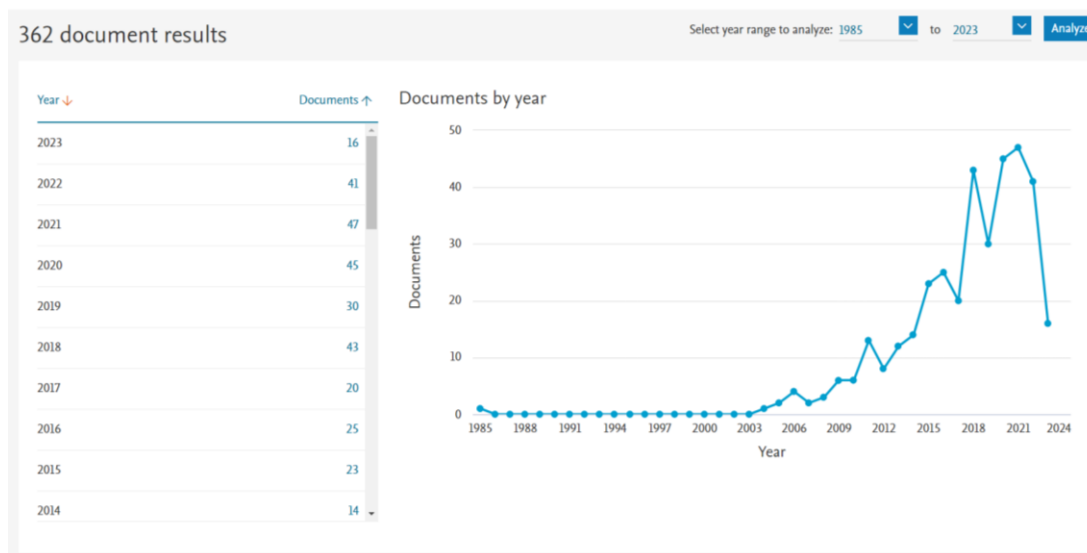 362 document results
Select year range to analyze: 1985 to 2023 Analyze
Year Documents
2023 16
2022 41
2021 47
2020 45
2019 30
2018 43
2017 20
2016 25
2015 23
2014 14
Documents by year
50
40
30
20
10
0
Documents
1985 1988 1991 1994 1997 2000 2003 2006 2009 2012 2015 2018 2021 2024
Year